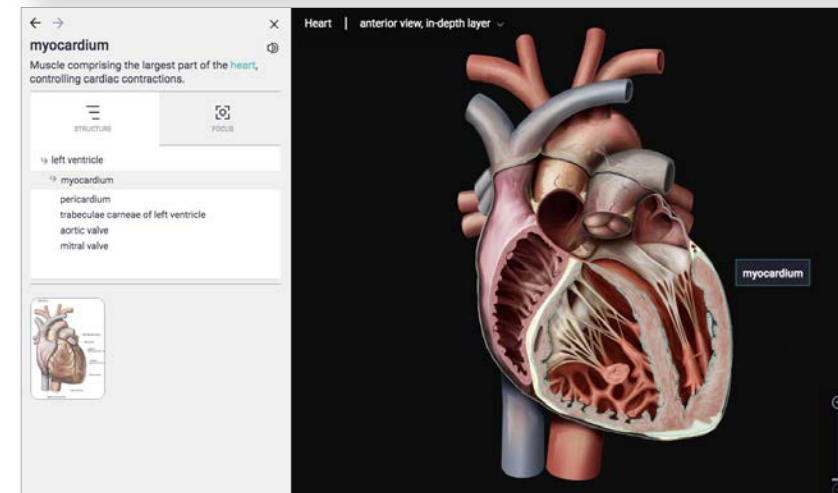 myocardium
Muscle comprising the largest part of the heart,
controlling cardiac contractions.
STRUCTURE
FOCUS
left ventricle
myocardium
pericardium
trabeculae carneae of left ventricle
aortic valve
mitral valve
Heart | anterior view, in-depth layer
myocardium